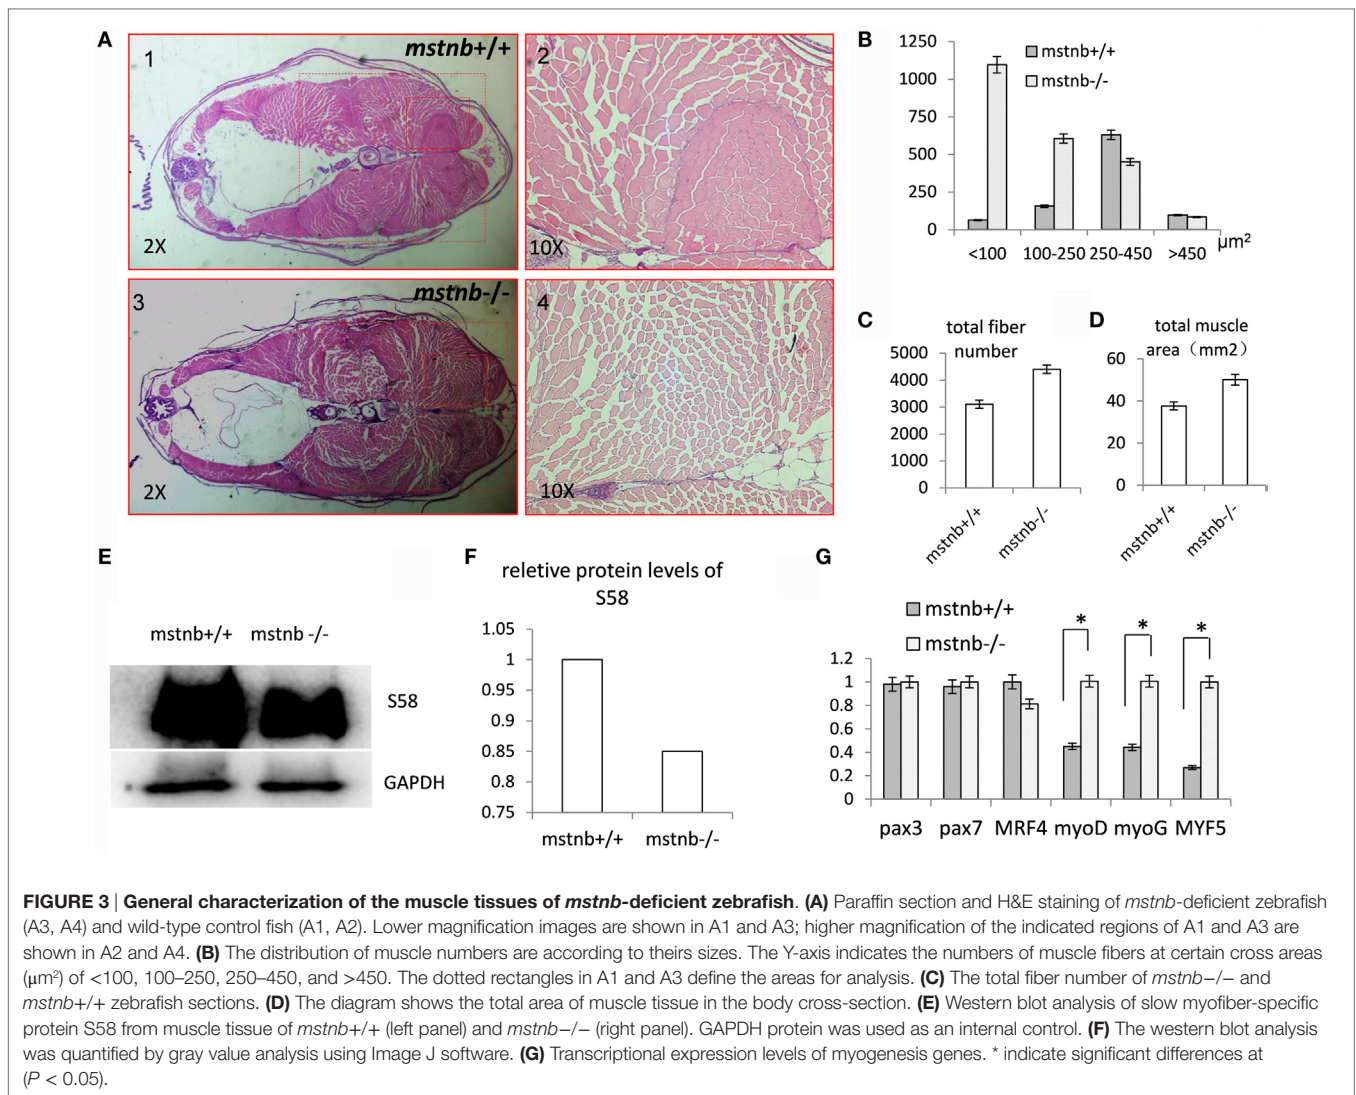 A
1
mstnb+/+
2X
2
10X
3
mstnb-/-
2X
4
10X
B
mstnb+/+
mstnb-/-
1250
1000
750
500
250
0
<100 100-250 250-450 >450
µm²
C
total fiber
number
5000
4000
3000
2000
1000
0
mstnb+/+
mstnb-/-
D
total muscle
area（mm2）
60
40
20
0
mstnb+/+
mstnb-/-
E
mstnb+/+ mstnb -/-
S58
GAPDH
F
reletive protein levels of
S58
1.05
1
0.95
0.9
0.85
0.8
0.75
mstnb+/+ mstnb-/-
G
mstnb+/+
mstnb-/-
* * *
1.2
1
0.8
0.6
0.4
0.2
0
pax3 pax7 MRF4 myoD myoG MYF5
FIGURE 3 | General characterization of the muscle tissues of mstnb-deficient zebrafish. (A) Paraffin section and H&E staining of mstnb-deficient zebrafish
(A3, A4) and wild-type control fish (A1, A2). Lower magnification images are shown in A1 and A3; higher magnification of the indicated regions of A1 and A3 are
shown in A2 and A4. (B) The distribution of muscle numbers are according to theirs sizes. The Y-axis indicates the numbers of muscle fibers at certain cross areas
(µm²) of <100, 100–250, 250–450, and >450. The dotted rectangles in A1 and A3 define the areas for analysis. (C) The total fiber number of mstnb−/− and
mstnb+/+ zebrafish sections. (D) The diagram shows the total area of muscle tissue in the body cross-section. (E) Western blot analysis of slow myofiber-specific
protein S58 from muscle tissue of mstnb+/+ (left panel) and mstnb−/− (right panel). GAPDH protein was used as an internal control. (F) The western blot analysis
was quantified by gray value analysis using Image J software. (G) Transcriptional expression levels of myogenesis genes. * indicate significant differences at
(P < 0.05).